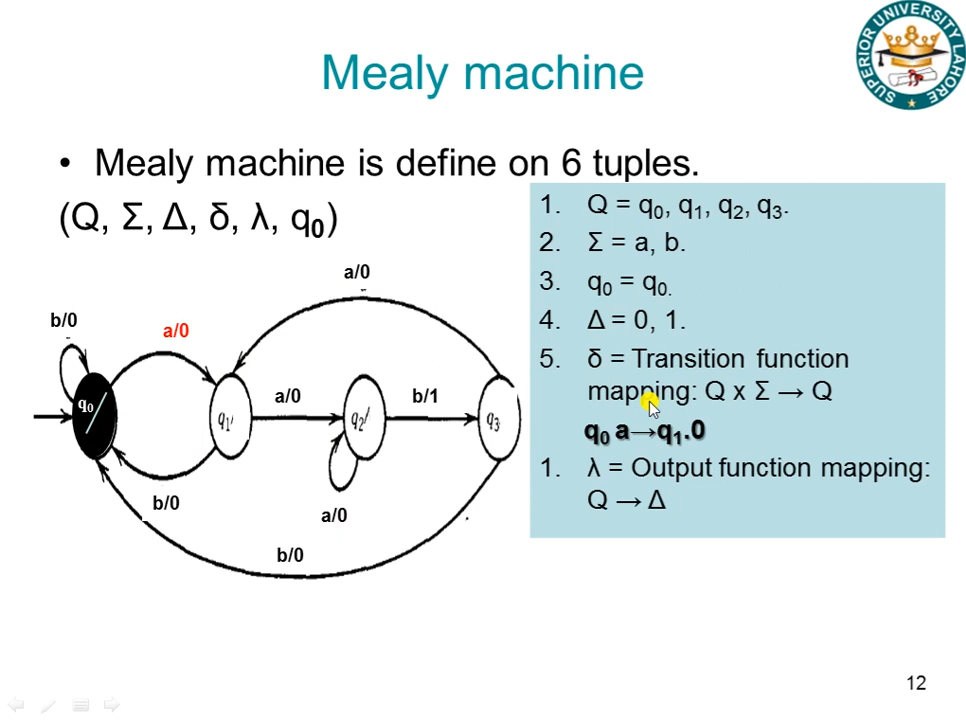 SUPERIOR UNIVERSITY LAHORE
Mealy machine
• Mealy machine is define on 6 tuples.
(Q, Σ, Δ, δ, λ, q₀)
1. Q = q₀, q₁, q₂, q₃.
2. Σ = a, b.
3. q₀ = q₀.
4. Δ = 0, 1.
5. δ = Transition function
mapping: Q x Σ → Q
q₀ a→q₁.0
1. λ = Output function mapping:
Q → Δ
a/0
b/0
a/0
q₀/
q₁/
a/0
q₂/
b/1
q₃
b/0
a/0
b/0
12